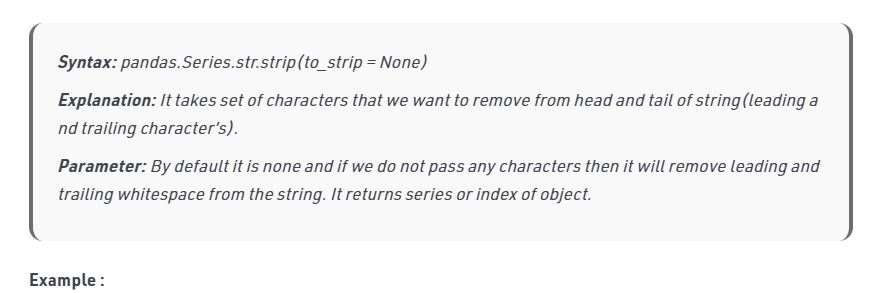 Syntax: pandas.Series.str.strip(to_strip = None)
Explanation: It takes set of characters that we want to remove from head and tail of string(leading a
nd trailing character's).
Parameter: By default it is none and if we do not pass any characters then it will remove leading and
trailing whitespace from the string. It returns series or index of object.
Example :